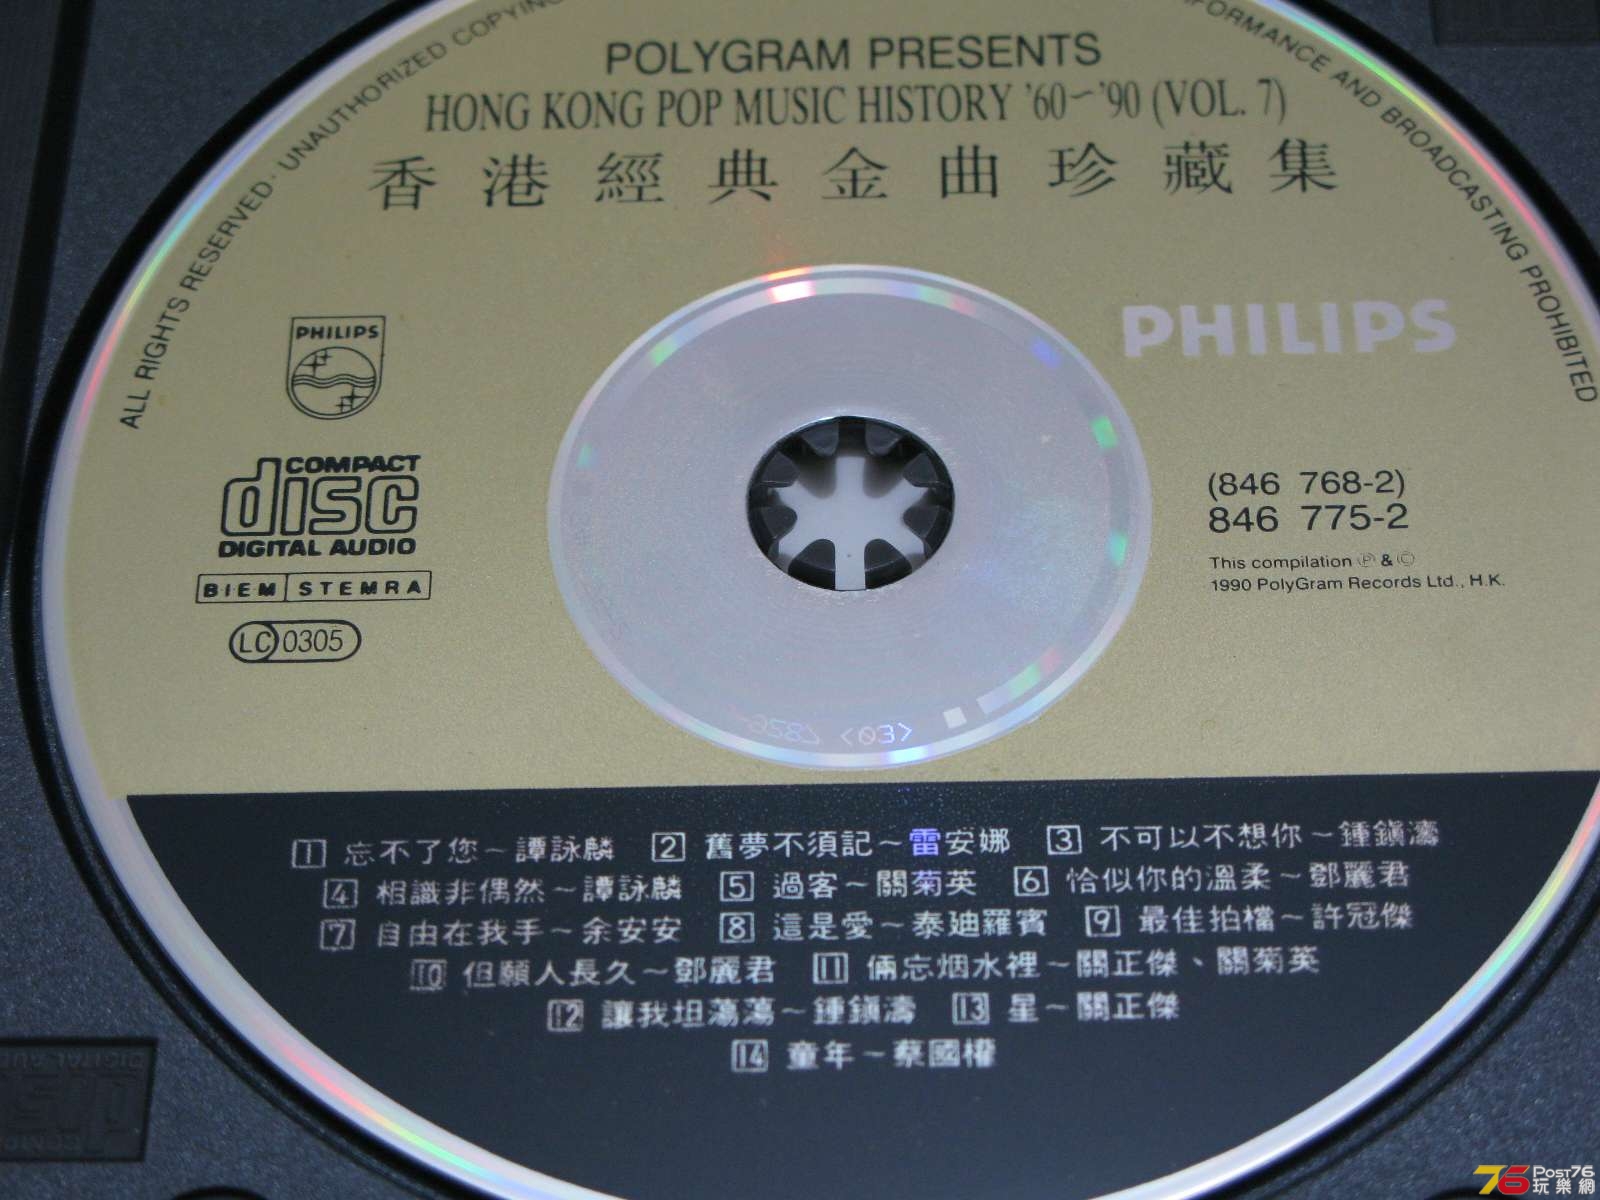 ALL RIGHTS RESERVED · UNAUTHORIZED COPYING
FORMANCE AND BROADCASTING PROHIBITED
POLYGRAM PRESENTS
HONG KONG POP MUSIC HISTORY '60~'90 (VOL. 7)
香港經典金曲珍藏集
PHILIPS
PHILIPS
COMPACT
disc
DIGITAL AUDIO
BIEM STEMRA
LC 0305
(846 768-2)
846 775-2
This compilation Ⓟ & ©
1990 PolyGram Records Ltd., H.K.
<03>
1 忘不了您~譚詠麟 2 舊夢不須記~雷安娜 3 不可以不想你~鍾鎮濤
4 相識非偶然~譚詠麟 5 過客~關菊英 6 恰似你的溫柔~鄧麗君
7 自由在我手~余安安 8 這是愛~泰迪羅賓 9 最佳拍檔~許冠傑
10 但願人長久~鄧麗君 11 倆忘烟水裡~關正傑、關菊英
12 讓我坦蕩蕩~鍾鎮濤 13 星~關正傑
14 童年~蔡國權
76 Post76
玩樂網